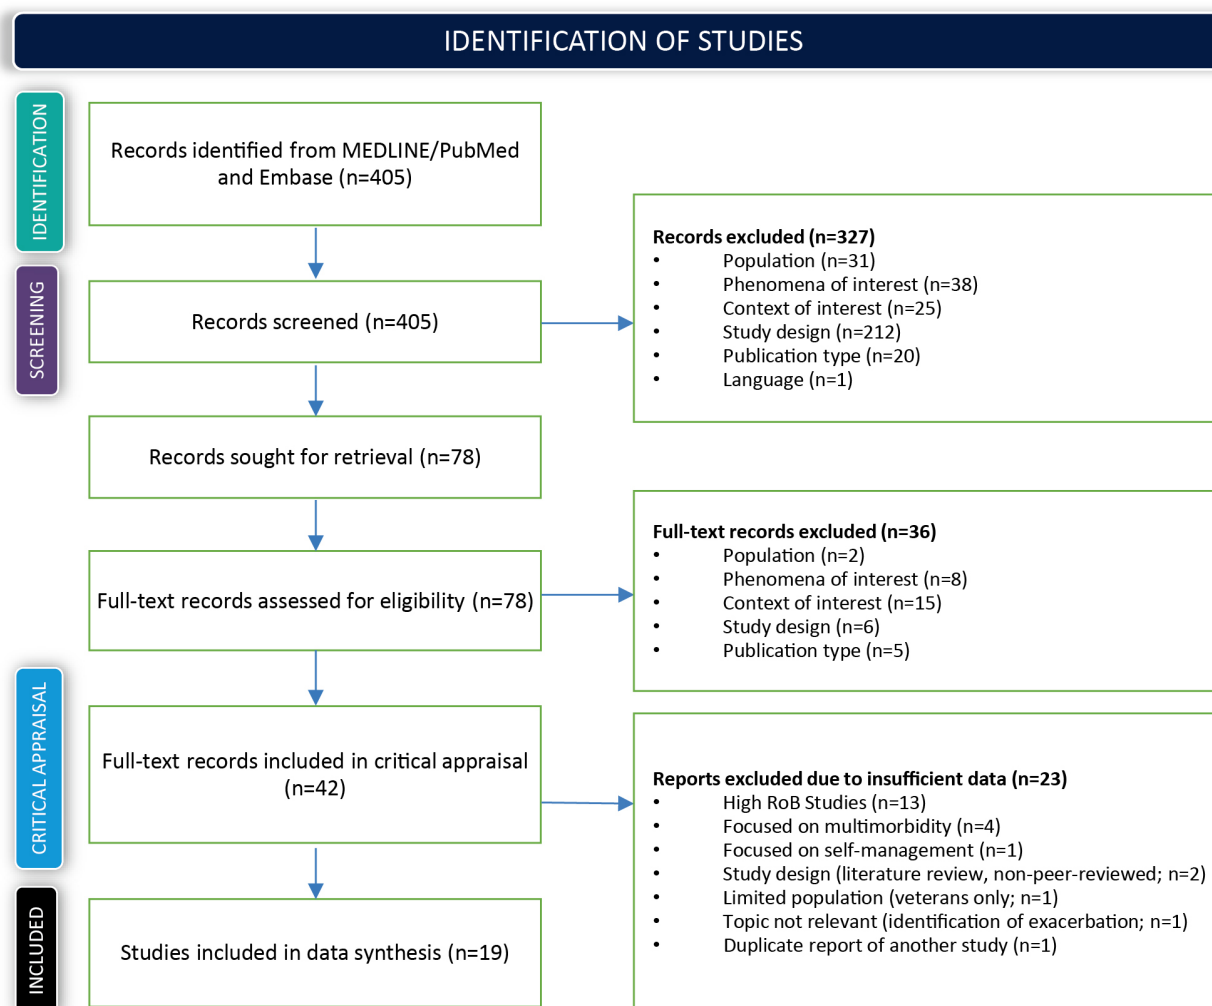 IDENTIFICATION OF STUDIES
IDENTIFICATION
Records identified from MEDLINE/PubMed
and Embase (n=405)
SCREENING
Records screened (n=405)
Records excluded (n=327)
• Population (n=31)
• Phenomena of interest (n=38)
• Context of interest (n=25)
• Study design (n=212)
• Publication type (n=20)
• Language (n=1)
Records sought for retrieval (n=78)
Full-text records assessed for eligibility (n=78)
Full-text records excluded (n=36)
• Population (n=2)
• Phenomena of interest (n=8)
• Context of interest (n=15)
• Study design (n=6)
• Publication type (n=5)
CRITICAL APPRAISAL
Full-text records included in critical appraisal
(n=42)
Reports excluded due to insufficient data (n=23)
• High RoB Studies (n=13)
• Focused on multimorbidity (n=4)
• Focused on self-management (n=1)
• Study design (literature review, non-peer-reviewed; n=2)
• Limited population (veterans only; n=1)
• Topic not relevant (identification of exacerbation; n=1)
• Duplicate report of another study (n=1)
INCLUDED
Studies included in data synthesis (n=19)